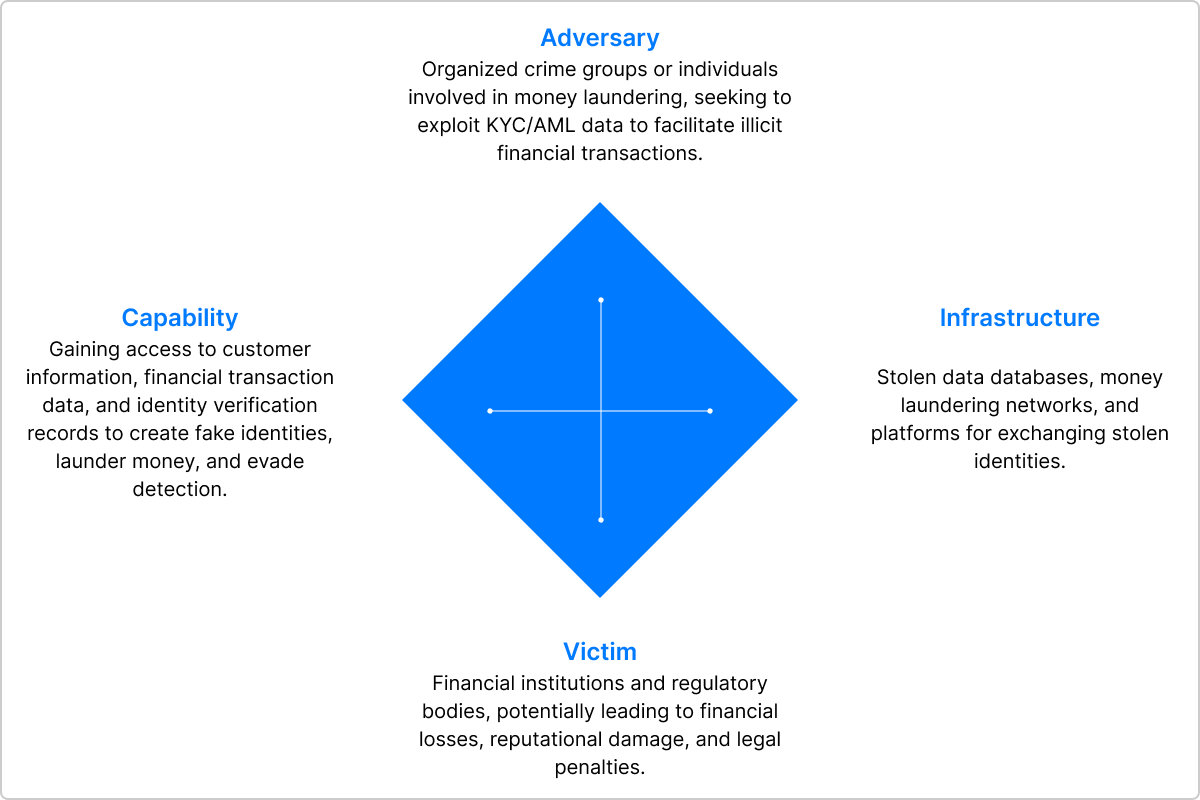 Adversary
Organized crime groups or individuals
involved in money laundering, seeking to
exploit KYC/AML data to facilitate illicit
financial transactions.
Capability
Gaining access to customer
information, financial transaction
data, and identity verification
records to create fake identities,
launder money, and evade
detection.
Infrastructure
Stolen data databases, money
laundering networks, and
platforms for exchanging stolen
identities.
Victim
Financial institutions and regulatory
bodies, potentially leading to financial
losses, reputational damage, and legal
penalties.